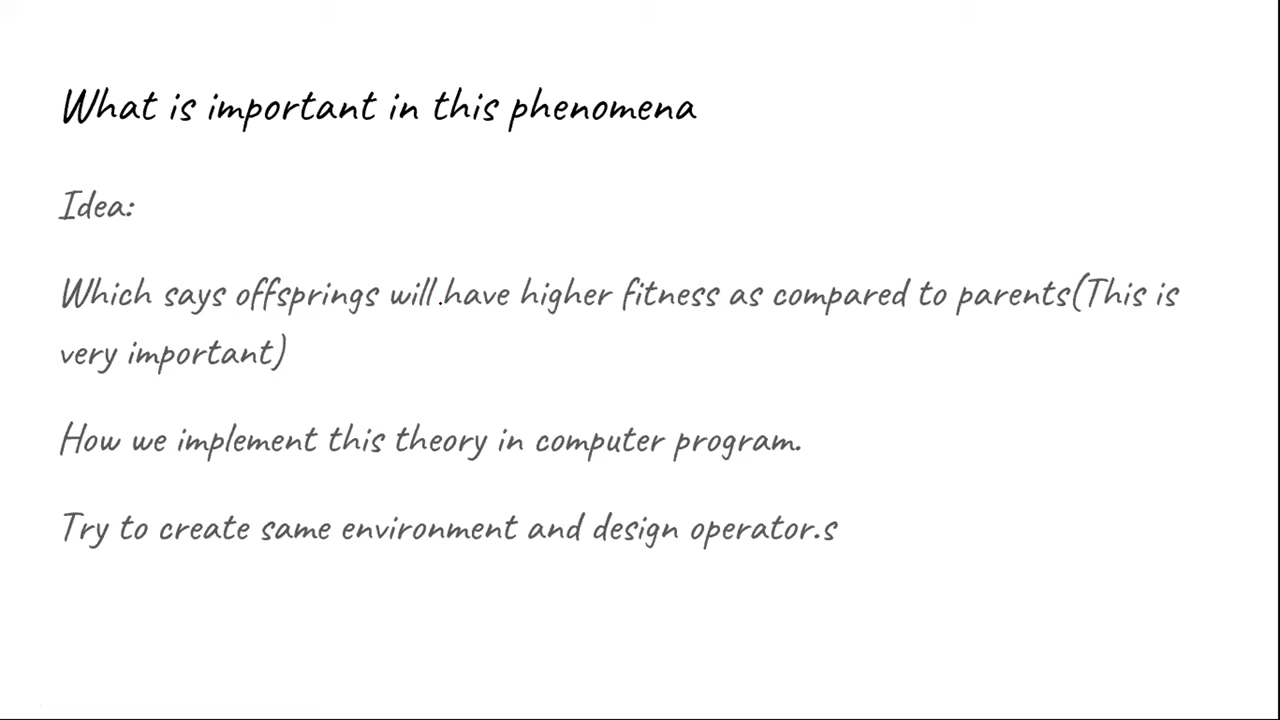 What is important in this phenomena
Idea:
Which says offsprings will have higher fitness as compared to parents(This is
very important)
How we implement this theory in computer program.
Try to create same environment and design operator.s